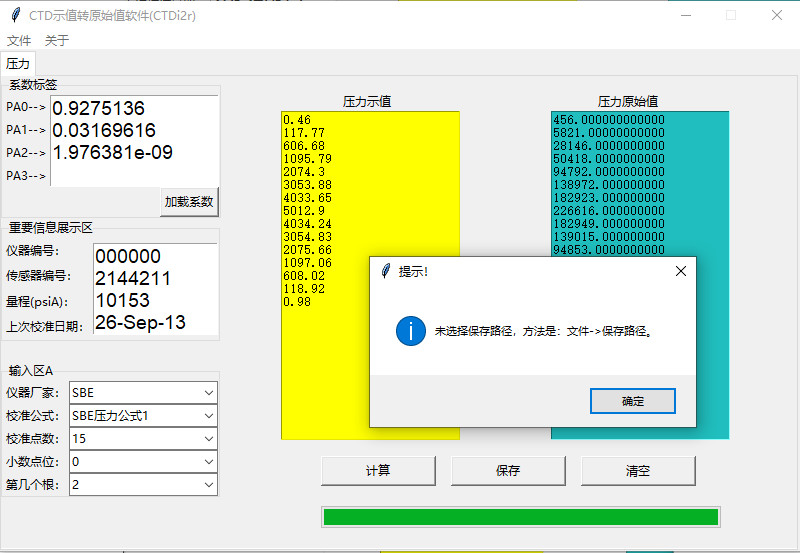 CTD示值转原始值软件(CTDi2r)
文件 关于
压力
系数标签
PA0--> 0.9275136
PA1--> 0.03169616
PA2--> 1.976381e-09
PA3-->
加载系数
重要信息展示区
仪器编号: 000000
传感器编号: 2144211
量程(psiA): 10153
上次校准日期: 26-Sep-13
输入区A
仪器厂家: SBE
校准公式: SBE压力公式1
校准点数: 15
小数点位: 0
第几个根: 2
压力示值
0.46
117.77
606.68
1095.79
2074.3
3053.88
4033.65
5012.9
4034.24
3054.83
2075.66
1097.06
608.02
118.92
0.98
压力原始值
456.000000000000
5821.0000000000
28146.0000000000
50418.0000000000
94792.0000000000
138972.000000000
182923.000000000
226616.000000000
182949.000000000
139015.000000000
94853.0000000000
提示!
未选择保存路径，方法是：文件->保存路径。
确定
计算 保存 清空